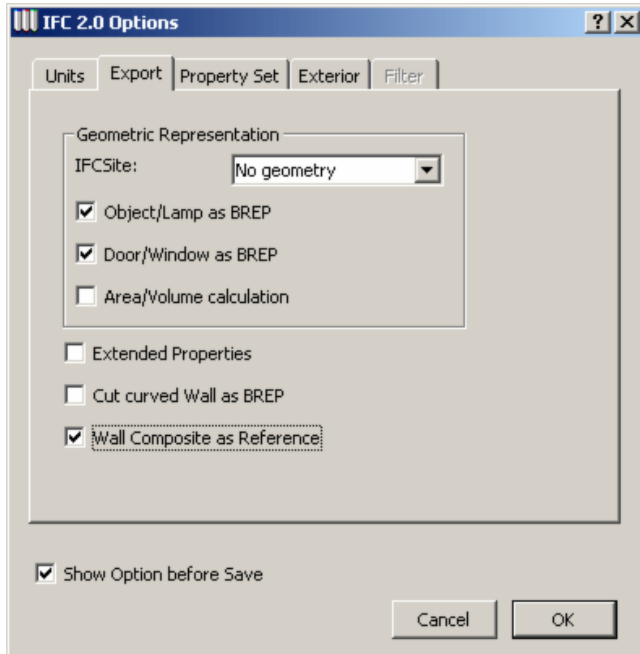 IFC 2.0 Options
Units Export Property Set Exterior Filter
Geometric Representation
IFCSite: No geometry
Object/Lamp as BREP
Door/Window as BREP
Area/Volume calculation
Extended Properties
Cut curved Wall as BREP
Wall Composite as Reference
Show Option before Save
Cancel OK